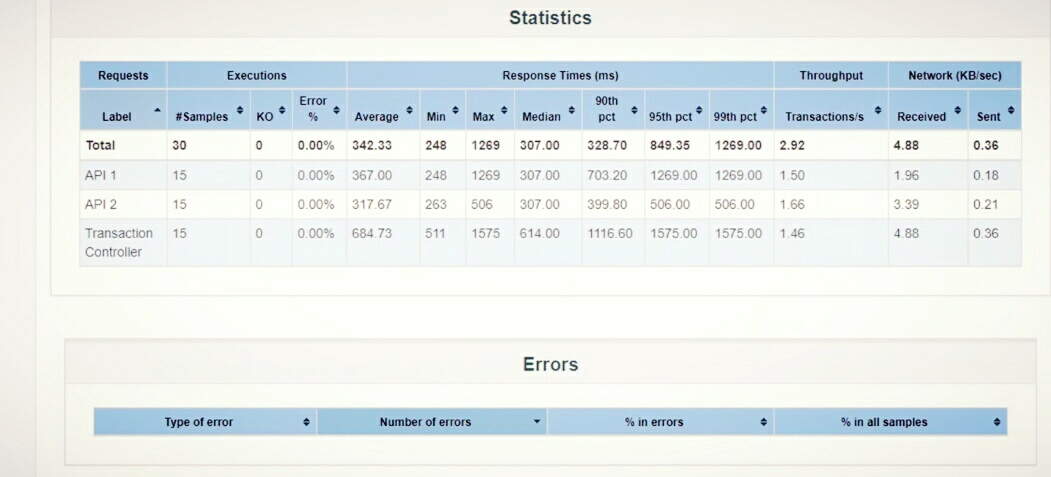 Statistics
Requests Executions Response Times (ms) Throughput Network (KB/sec)
Label #Samples KO Error % Average Min Max Median 90th pct 95th pct 99th pct Transactions/s Received Sent
Total 30 0 0.00% 342.33 248 1269 307.00 328.70 849.35 1269.00 2.92 4.88 0.36
API 1 15 0 0.00% 367.00 248 1269 307.00 703.20 1269.00 1269.00 1.50 1.96 0.18
API 2 15 0 0.00% 317.67 263 506 307.00 399.80 506.00 506.00 1.66 3.39 0.21
Transaction Controller 15 0 0.00% 684.73 511 1575 614.00 1116.60 1575.00 1575.00 1.46 4.88 0.36
Errors
Type of error Number of errors % in errors % in all samples